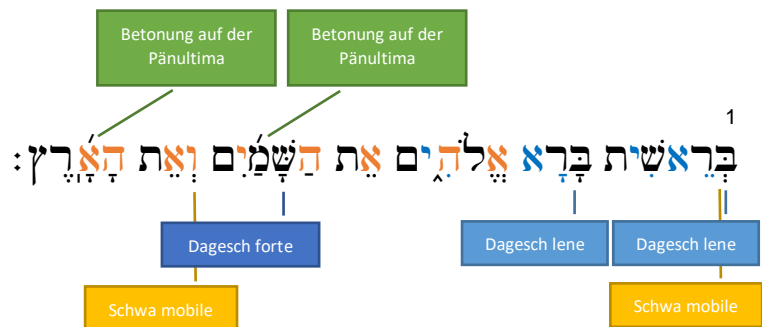 Betonung auf der
Pänultima
Betonung auf der
Pänultima
1
בְּרֵאשִׁית בָּרָא אֱלֹהִ֑ים אֵת הַשָּׁמַ֫יִם וְאֵת הָאָֽ֫רֶץ׃
Dagesch forte
Dagesch lene
Dagesch lene
Schwa mobile
Schwa mobile